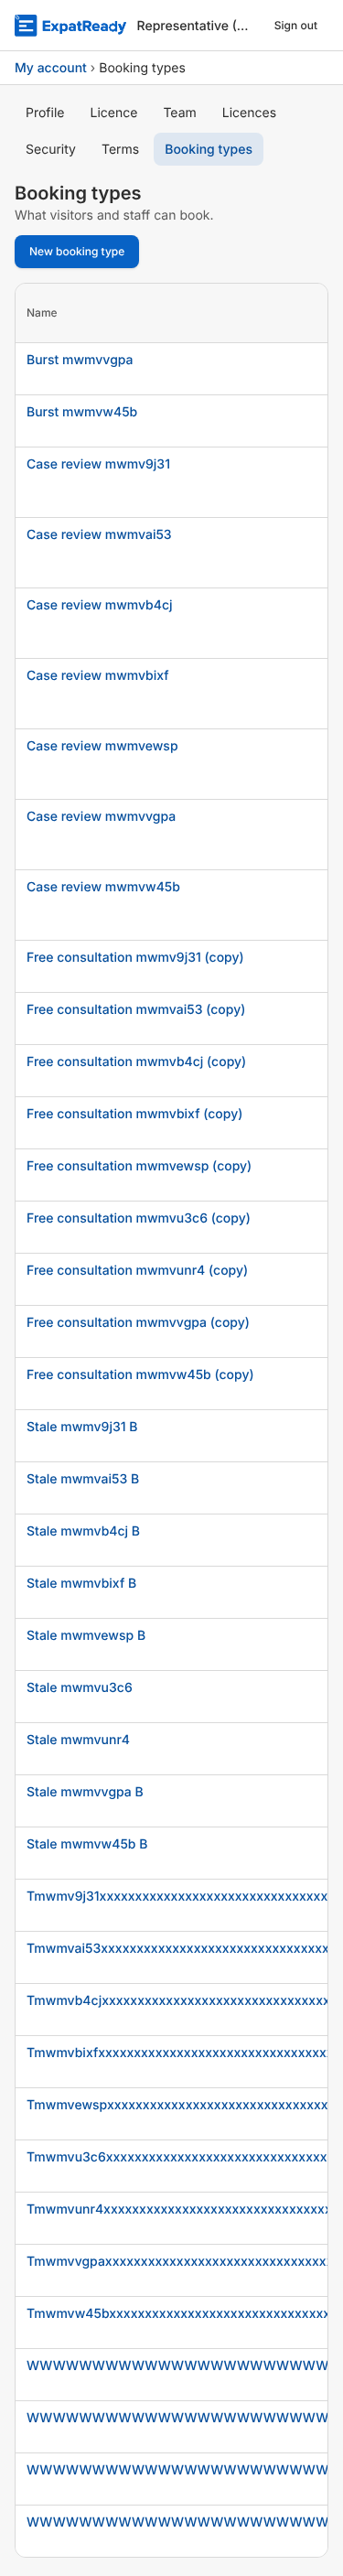 ExpatReady Representative (... Sign out
My account › Booking types
Profile Licence Team Licences
Security Terms Booking types
Booking types
What visitors and staff can book.
New booking type
Name
Burst mwmvvgpa
Burst mwmvw45b
Case review mwmv9j31
Case review mwmvai53
Case review mwmvb4cj
Case review mwmvbixf
Case review mwmvewsp
Case review mwmvvgpa
Case review mwmvw45b
Free consultation mwmv9j31 (copy)
Free consultation mwmvai53 (copy)
Free consultation mwmvb4cj (copy)
Free consultation mwmvbixf (copy)
Free consultation mwmvewsp (copy)
Free consultation mwmvu3c6 (copy)
Free consultation mwmvunr4 (copy)
Free consultation mwmvvgpa (copy)
Free consultation mwmvw45b (copy)
Stale mwmv9j31 B
Stale mwmvai53 B
Stale mwmvb4cj B
Stale mwmvbixf B
Stale mwmvewsp B
Stale mwmvu3c6
Stale mwmvunr4
Stale mwmvvgpa B
Stale mwmvw45b B